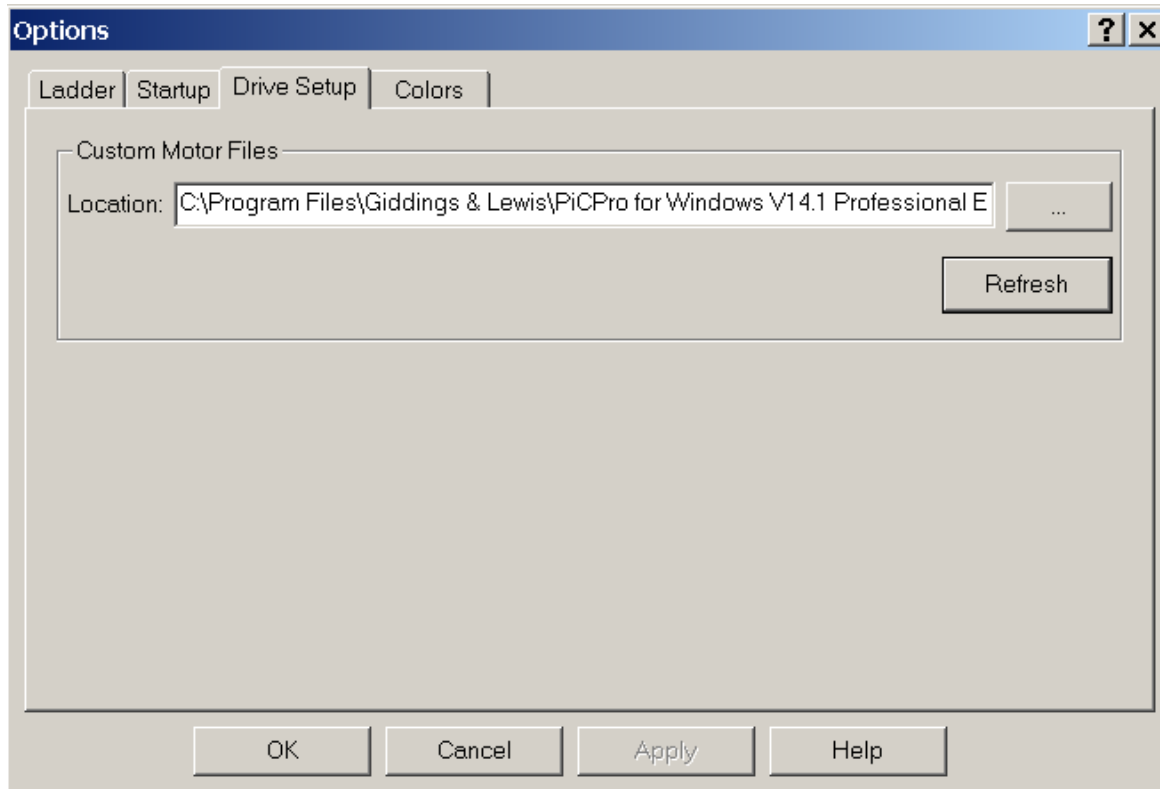 Options
Ladder Startup Drive Setup Colors
Custom Motor Files
Location: C:\Program Files\Giddings & Lewis\PiCPro for Windows V14.1 Professional E ...
Refresh
OK Cancel Apply Help